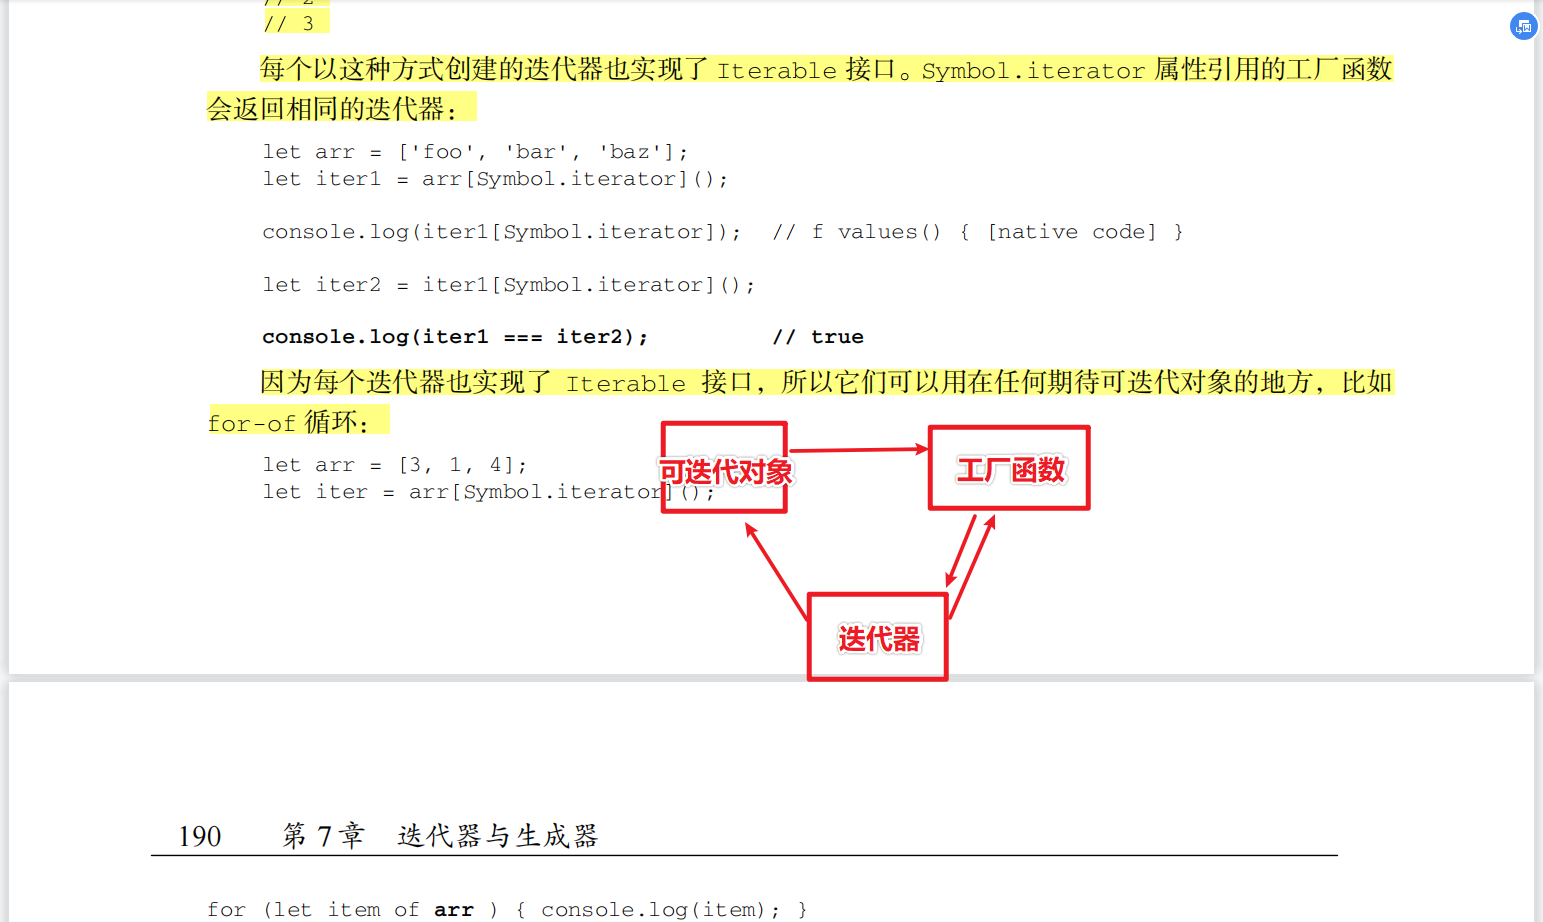 // 2
// 3
每个以这种方式创建的迭代器也实现了 Iterable 接口。Symbol.iterator 属性引用的工厂函数
会返回相同的迭代器：
let arr = ['foo', 'bar', 'baz'];
let iter1 = arr[Symbol.iterator]();
console.log(iter1[Symbol.iterator]);  // f values() { [native code] }
let iter2 = iter1[Symbol.iterator]();
console.log(iter1 === iter2);  // true
因为每个迭代器也实现了 Iterable 接口，所以它们可以用在任何期待可迭代对象的地方，比如
for-of 循环：
let arr = [3, 1, 4];
let iter = arr[Symbol.iterator]();
可迭代对象
工厂函数
迭代器
190 第 7 章 迭代器与生成器
for (let item of arr ) { console.log(item); }